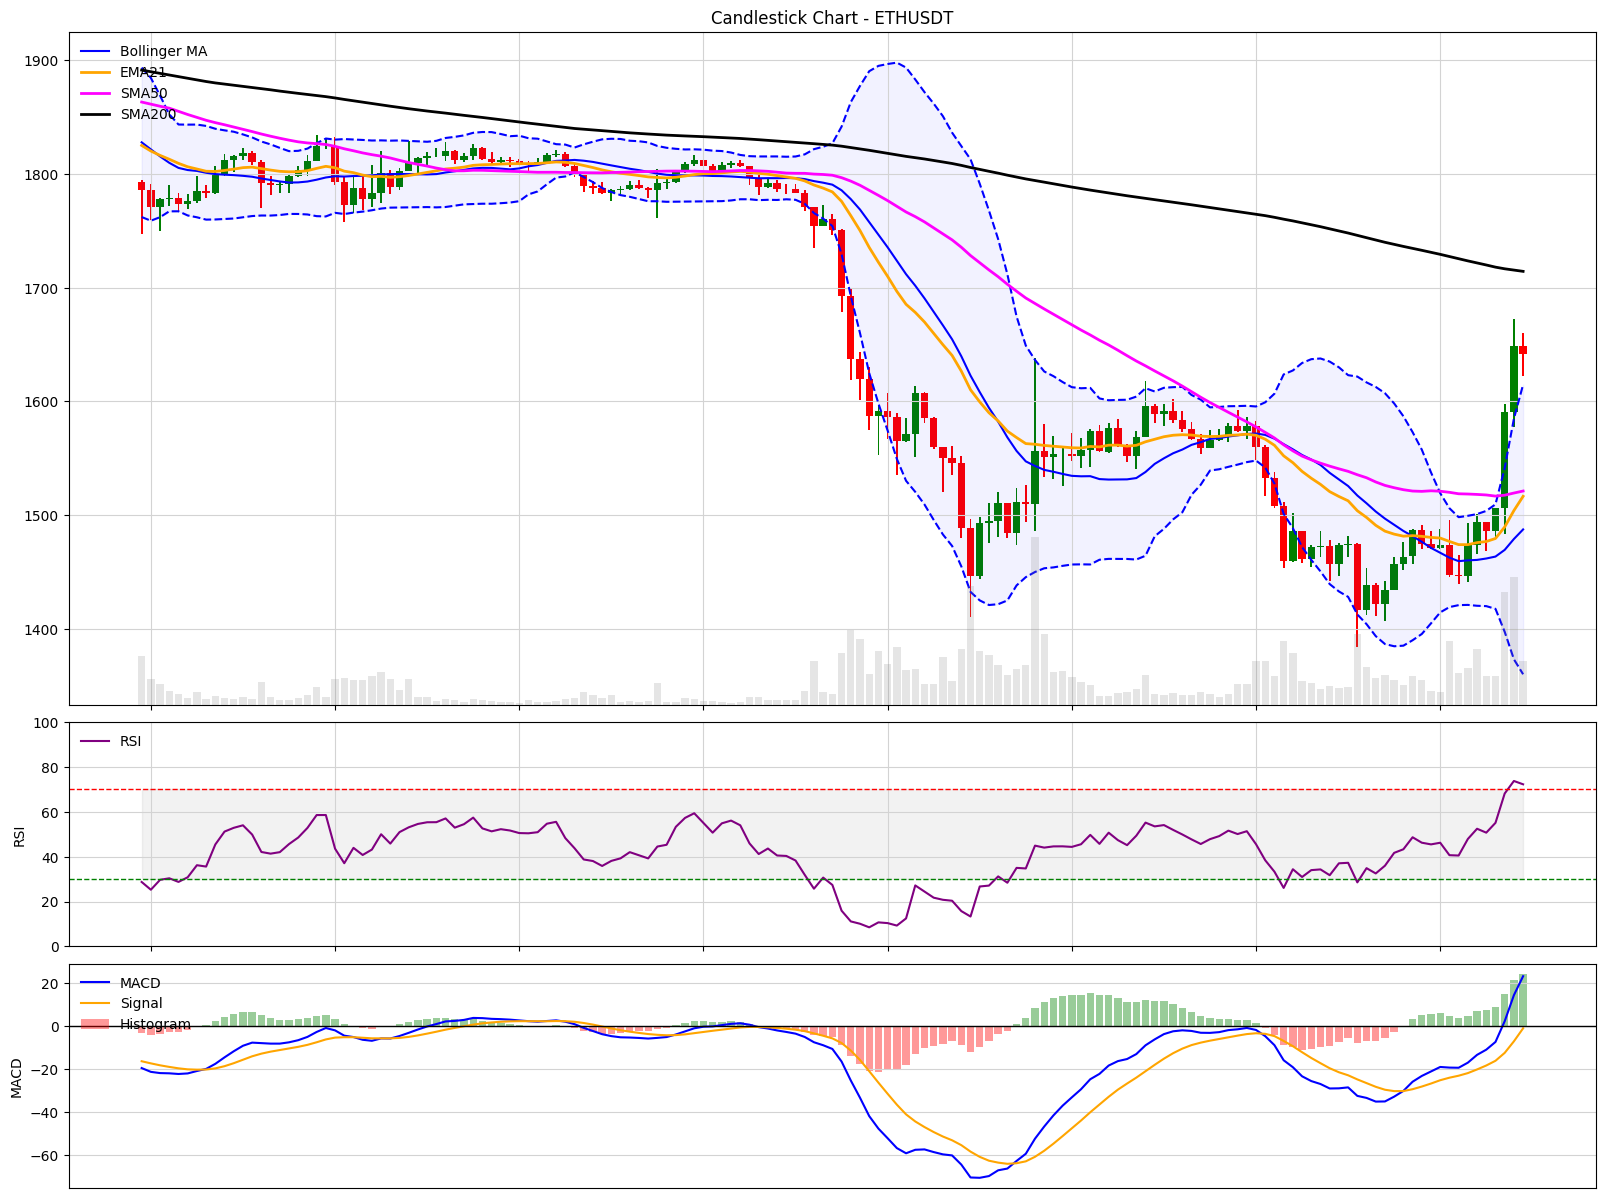 Candlestick Chart - ETHUSDT
Bollinger MA
EMA21
SMA50
SMA200
1900
1800
1700
1600
1500
1400
RSI
RSI
100
80
60
40
20
0
MACD
Signal
Histogram
MACD
20
0
−20
−40
−60